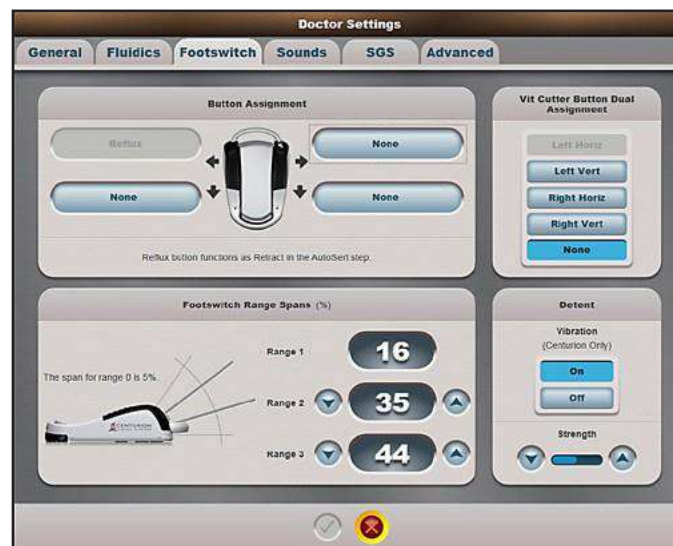 Doctor Settings
General Fluidics Footswitch Sounds SGS Advanced
Button Assignment
Reflux
None
None
None
Reflux button functions as Retract in the AutoSert step.
Vit Cutter Button Dual
Assignment
Left Horiz
Left Vert
Right Horiz
Right Vert
None
Footswitch Range Spans (%)
The span for range 0 is 5%.
CENTURION
Range 1 16
Range 2 35
Range 3 44
Detent
Vibration
(Centurion Only)
On
Off
Strength